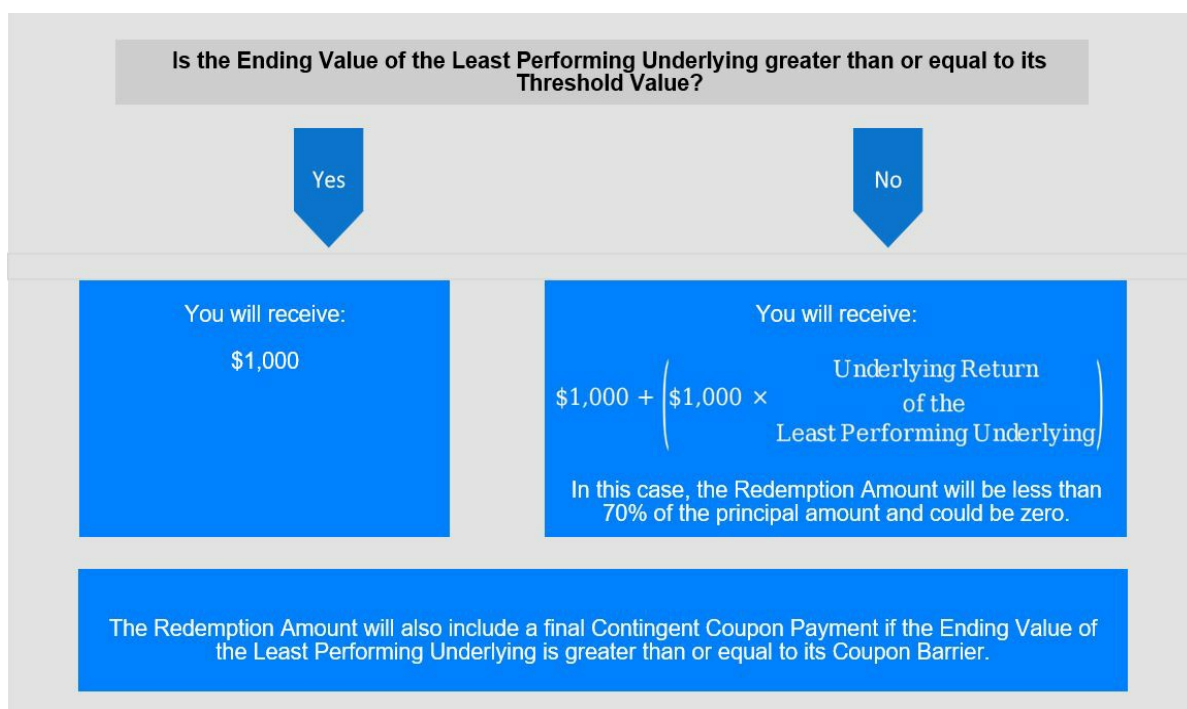 Is the Ending Value of the Least Performing Underlying greater than or equal to its
Threshold Value?
Yes
No
You will receive:
$1,000
You will receive:
$1,000 + ($1,000 × Underlying Return
of the
Least Performing Underlying)
In this case, the Redemption Amount will be less than
70% of the principal amount and could be zero.
The Redemption Amount will also include a final Contingent Coupon Payment if the Ending Value of
the Least Performing Underlying is greater than or equal to its Coupon Barrier.